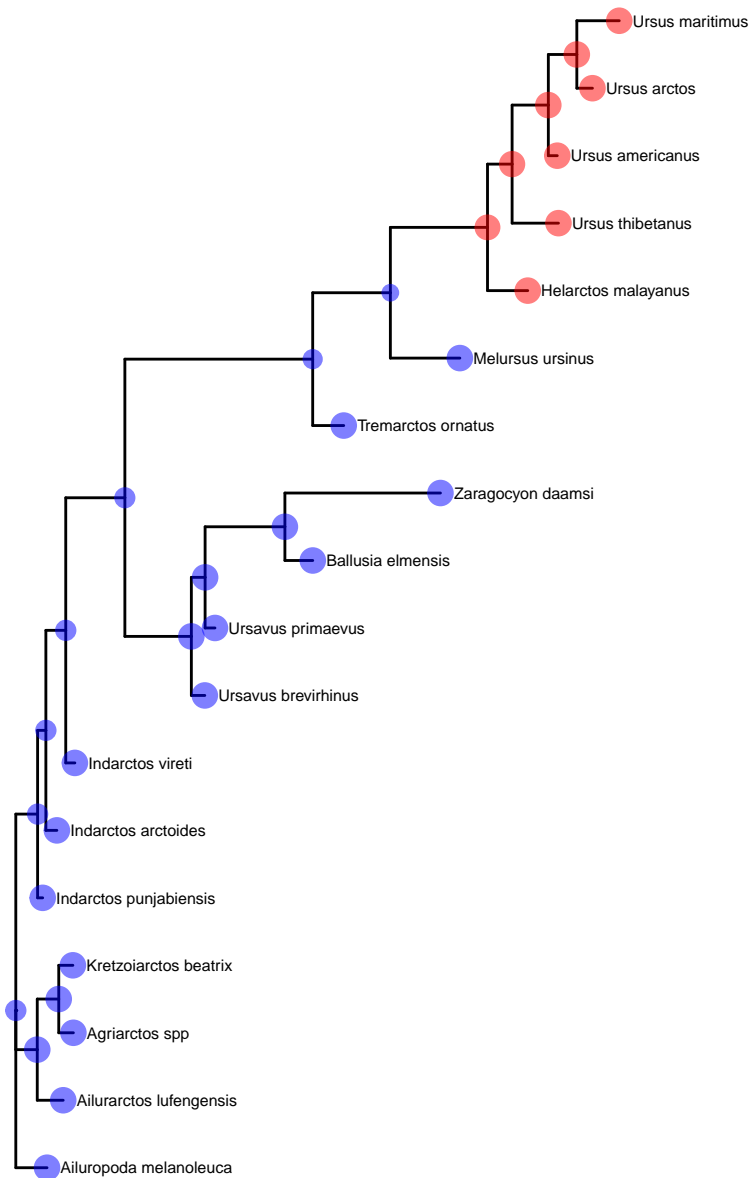 Ursus maritimus
Ursus arctos
Ursus americanus
Ursus thibetanus
Helarctos malayanus
Melursus ursinus
Tremarctos ornatus
Zaragocyon daamsi
Ballusia elmensis
Ursavus primaevus
Ursavus brevirhinus
Indarctos vireti
Indarctos arctoides
Indarctos punjabiensis
Kretzoiarctos beatrix
Agriarctos spp
Ailurarctos lufengensis
Ailuropoda melanoleuca